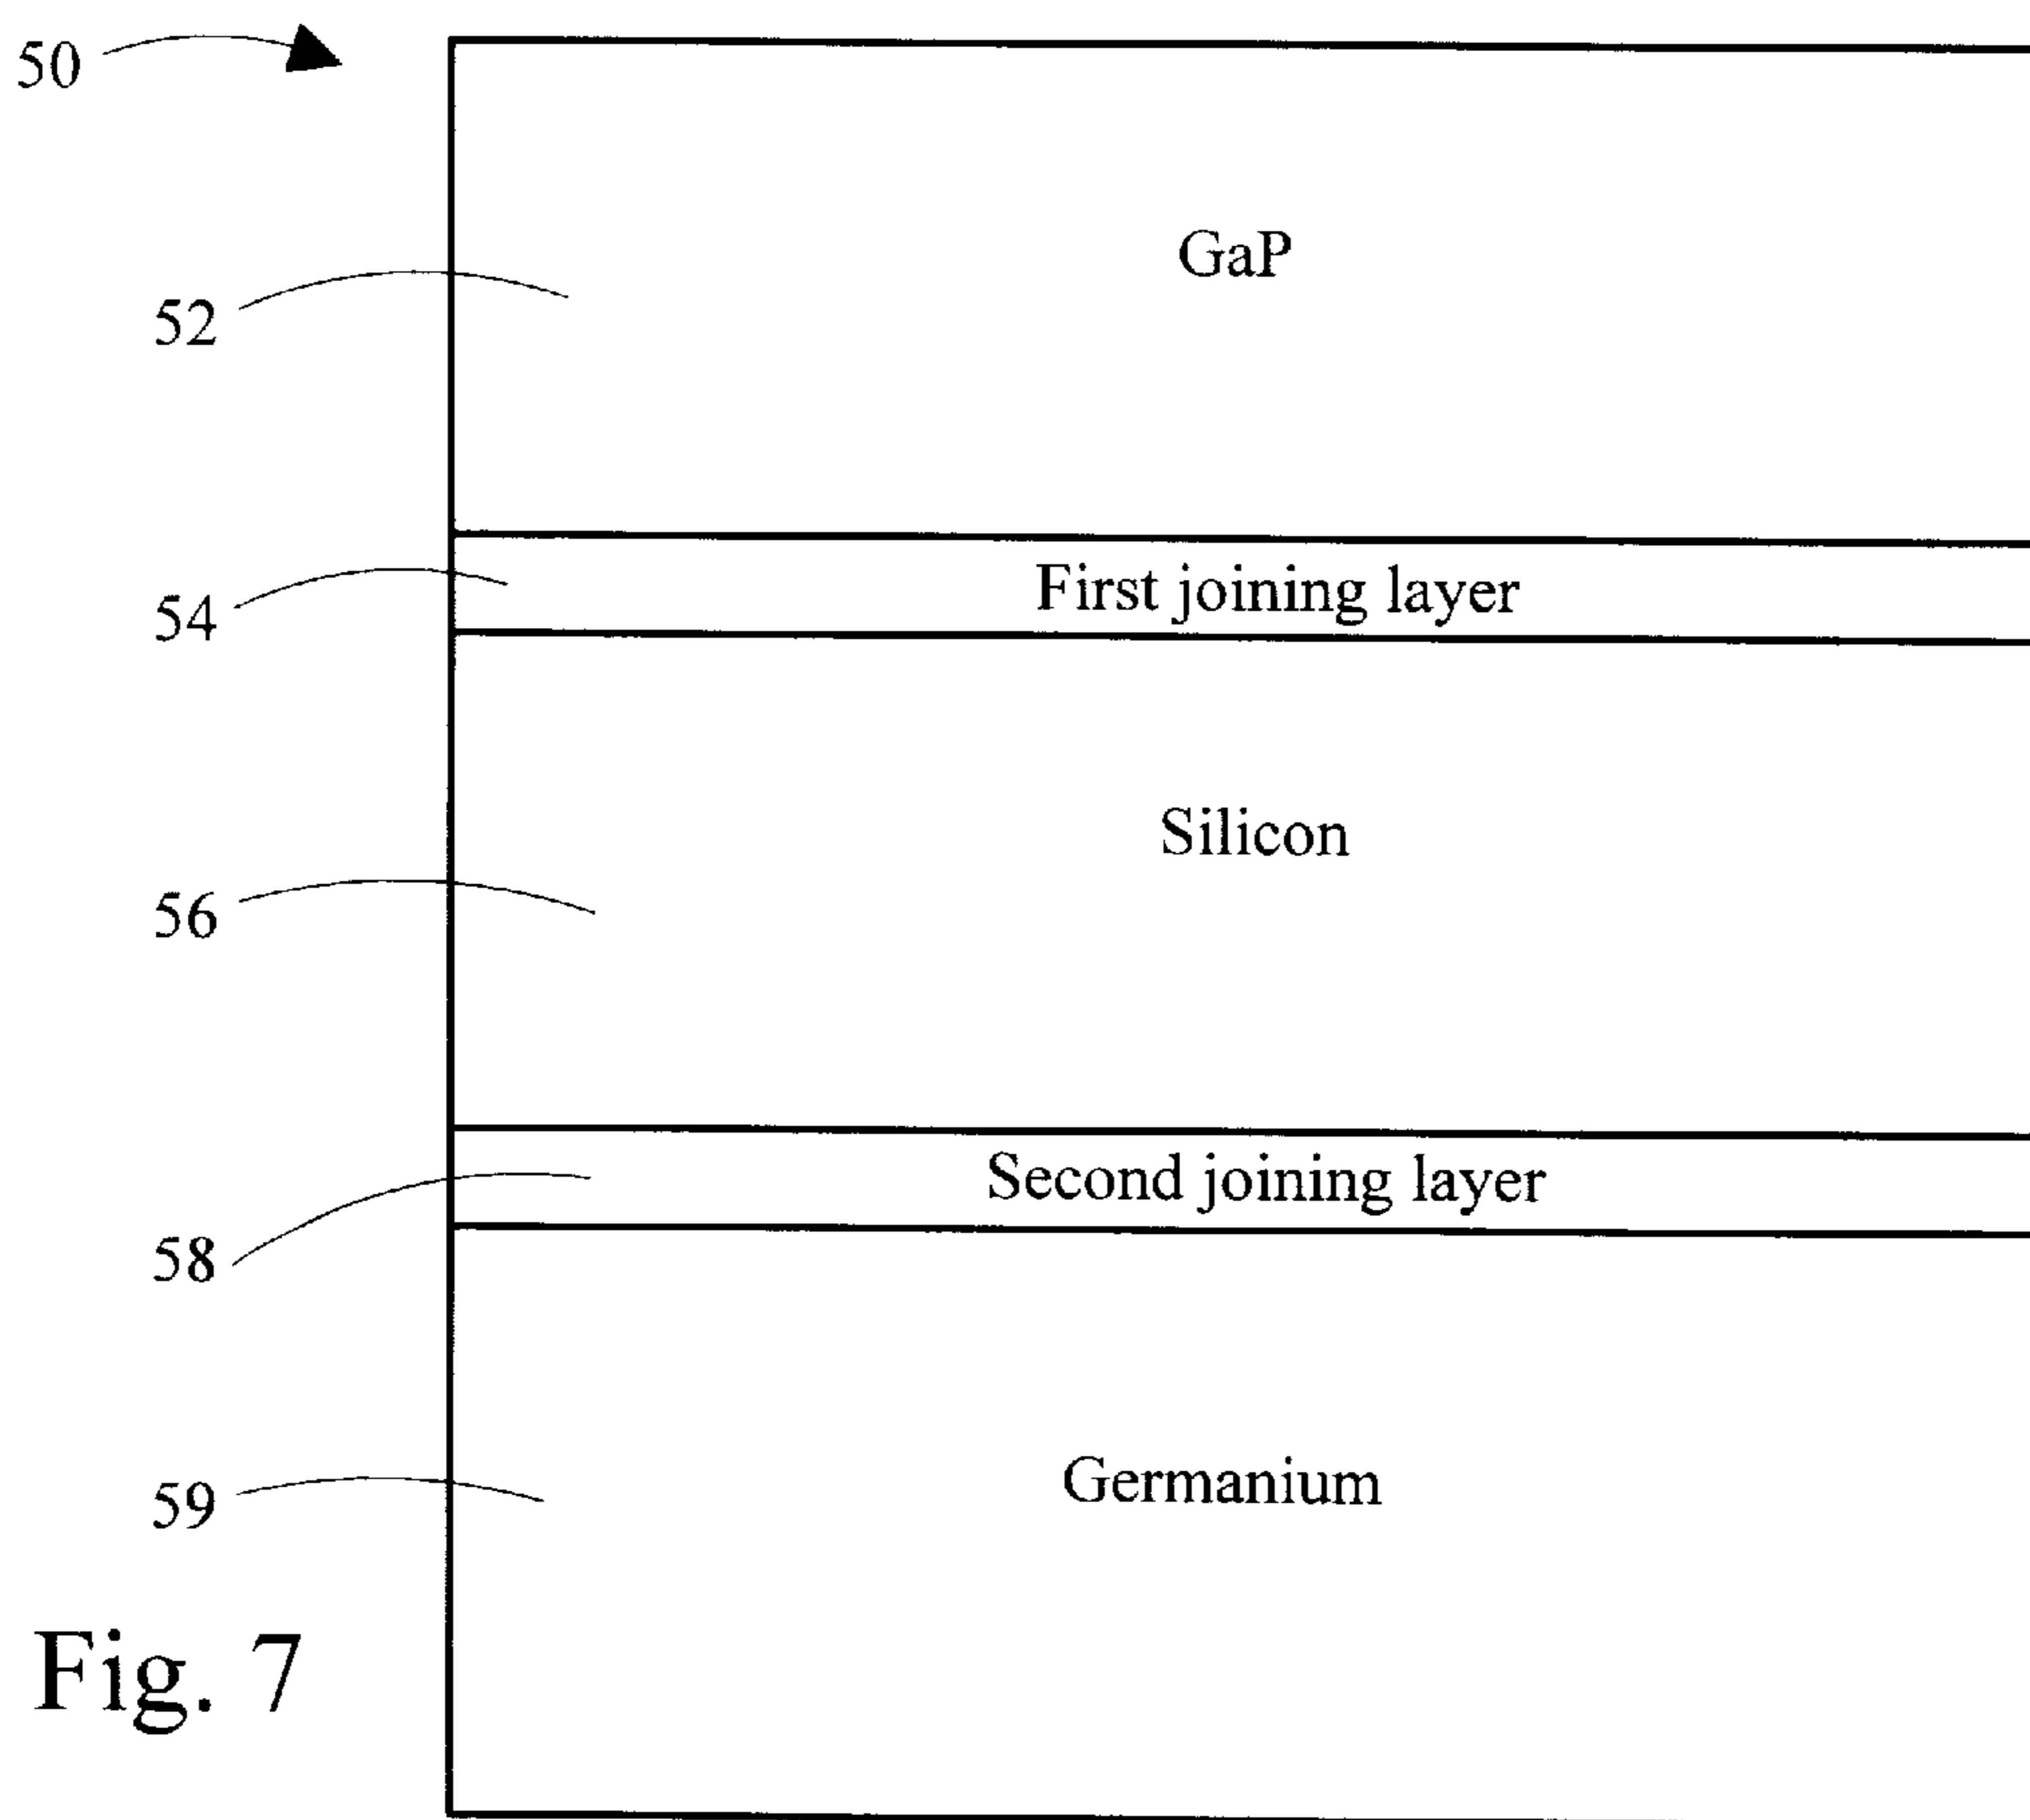 50
GaP
52
First joining layer
54
Silicon
56
Second joining layer
58
Germanium
59
Fig. 7